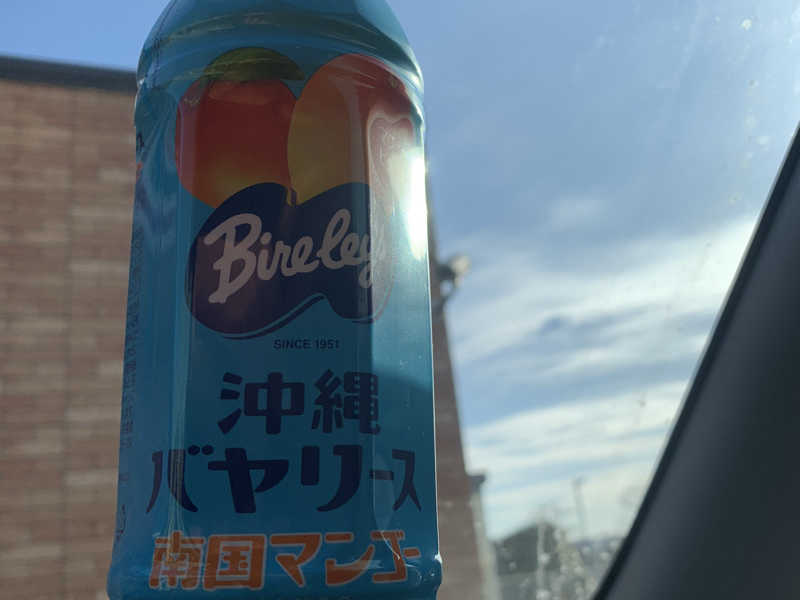 Bireley
SINCE 1951
沖縄
バヤリース
南国マンゴー